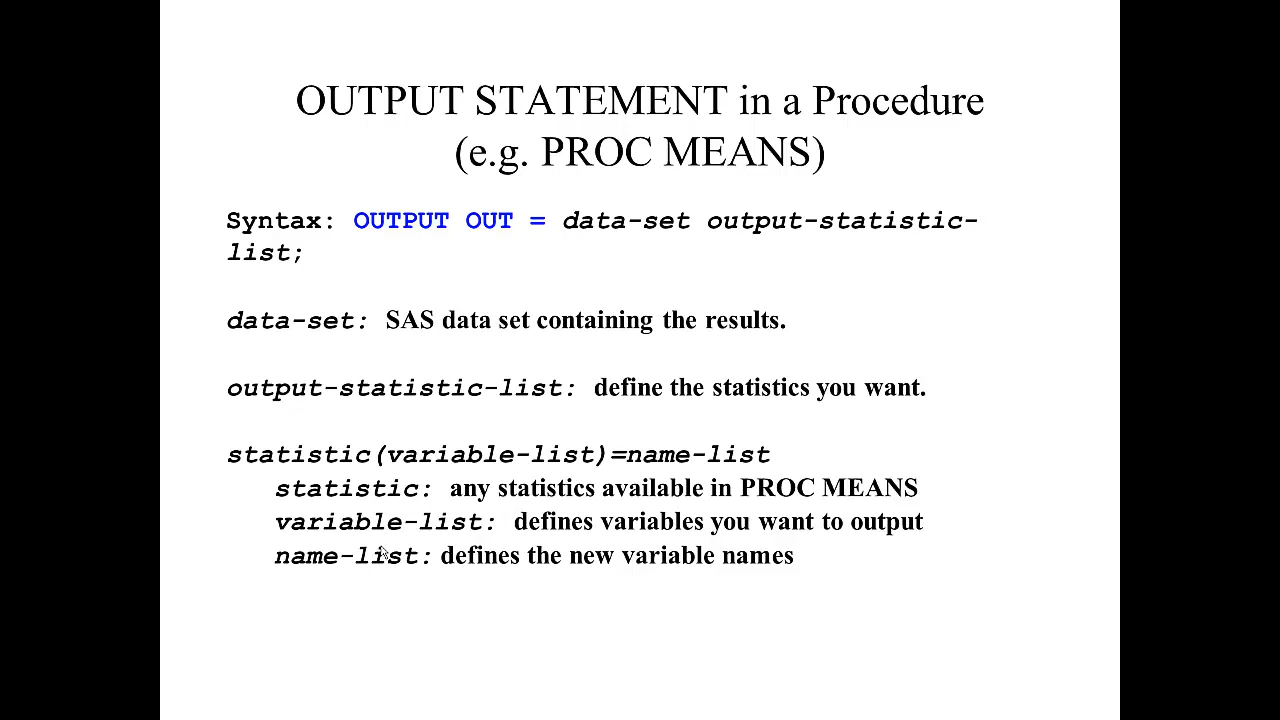 OUTPUT STATEMENT in a Procedure
(e.g. PROC MEANS)
Syntax: OUTPUT OUT = data-set output-statistic-
list;
data-set: SAS data set containing the results.
output-statistic-list: define the statistics you want.
statistic(variable-list)=name-list
statistic: any statistics available in PROC MEANS
variable-list: defines variables you want to output
name-list: defines the new variable names